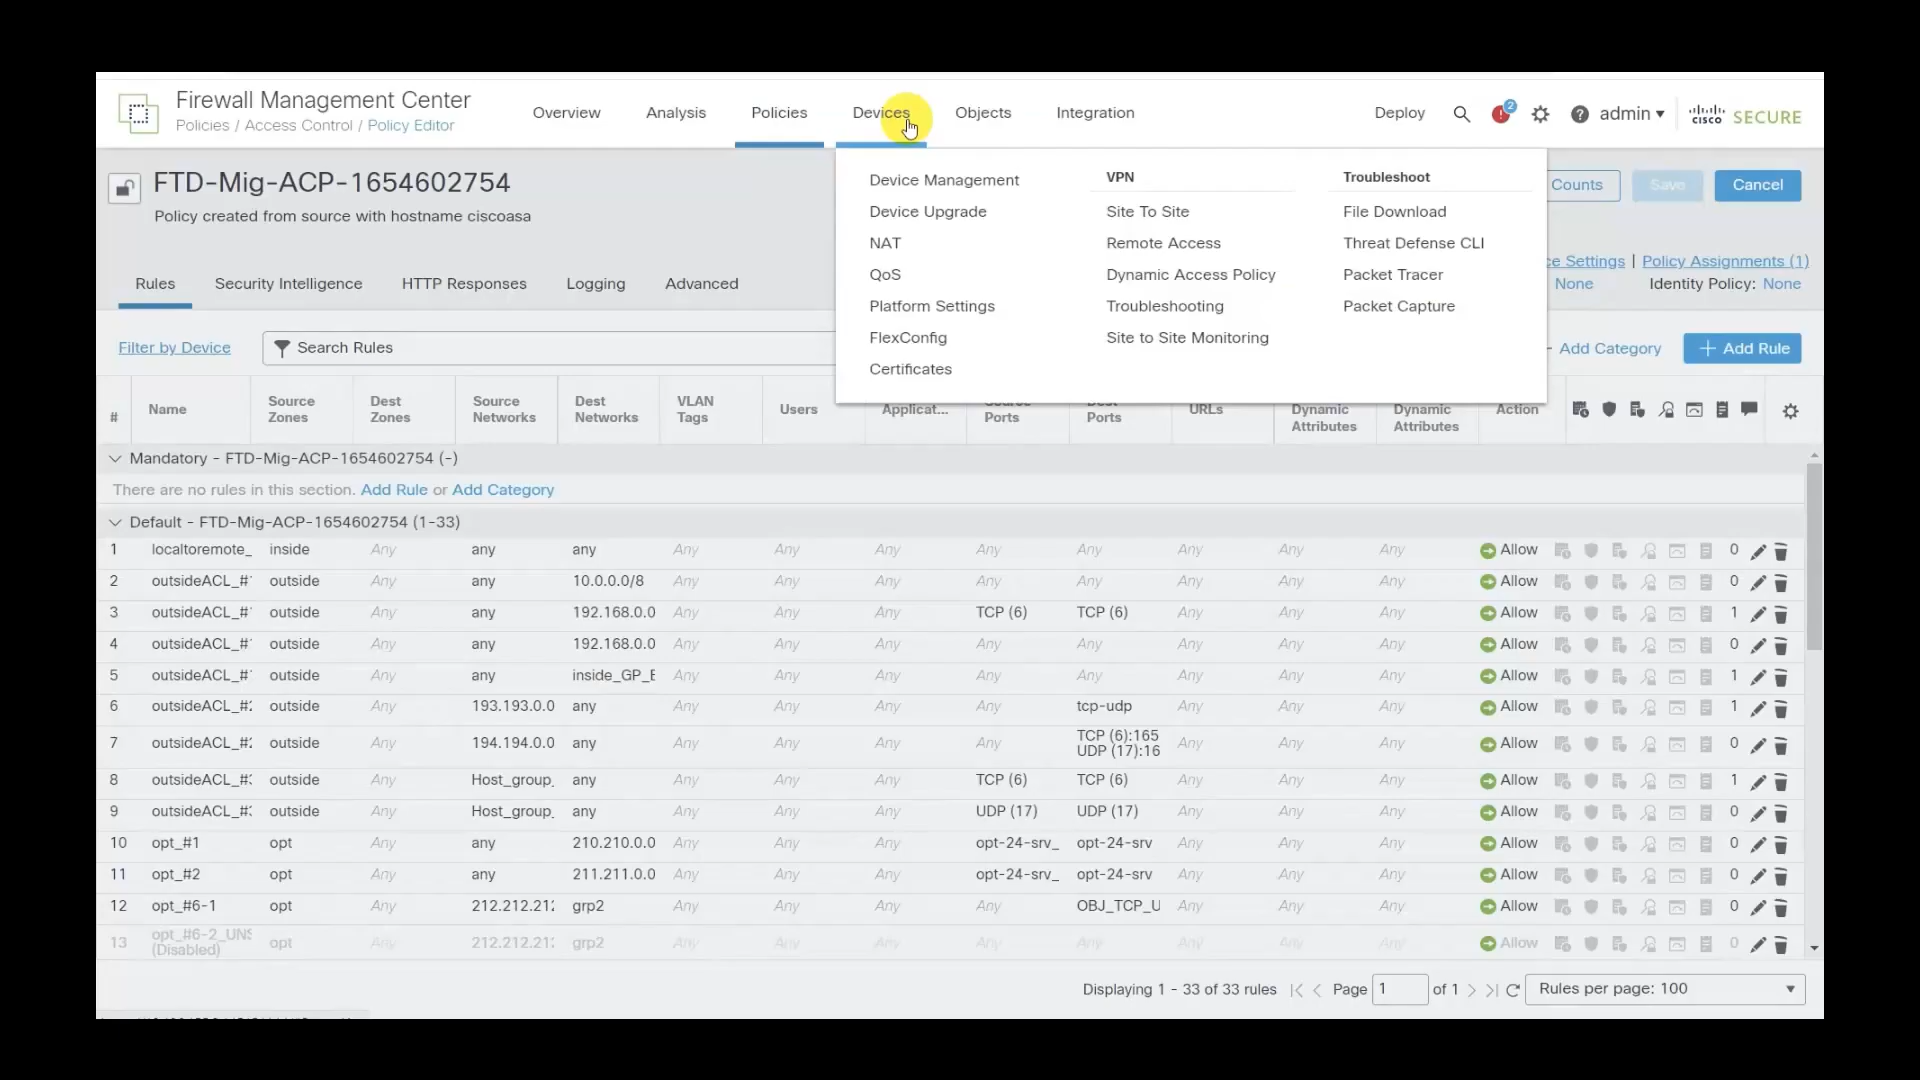 Firewall Management Center
Policies / Access Control / Policy Editor
Overview Analysis Policies Devices Objects Integration
Deploy 2 admin cisco SECURE
FTD-Mig-ACP-1654602754
Policy created from source with hostname ciscoasa
Counts Save Cancel
Device Management
Device Upgrade
NAT
QoS
Platform Settings
FlexConfig
Certificates
VPN
Site To Site
Remote Access
Dynamic Access Policy
Troubleshooting
Site to Site Monitoring
Troubleshoot
File Download
Threat Defense CLI
Packet Tracer
Packet Capture
Settings | Policy Assignments (1)
None Identity Policy: None
Rules Security Intelligence HTTP Responses Logging Advanced
Filter by Device Search Rules Add Category + Add Rule
# Name Source Zones Dest Zones Source Networks Dest Networks VLAN Tags Users Applicat... Source Ports Dest Ports URLs Dynamic Attributes Dynamic Attributes Action
Mandatory - FTD-Mig-ACP-1654602754 (-)
There are no rules in this section. Add Rule or Add Category
Default - FTD-Mig-ACP-1654602754 (1-33)
1 localtoremote_ inside Any any any Any Any Any Any Any Any Any Any Allow 0
2 outsideACL_# outside Any any 10.0.0.0/8 Any Any Any Any Any Any Any Any Allow 0
3 outsideACL_# outside Any any 192.168.0.0 Any Any Any TCP (6) TCP (6) Any Any Any Allow 1
4 outsideACL_# outside Any any 192.168.0.0 Any Any Any Any Any Any Any Any Allow 0
5 outsideACL_# outside Any any inside_GP_E Any Any Any Any Any Any Any Any Allow 1
6 outsideACL_#2 outside Any 193.193.0.0 any Any Any Any Any tcp-udp Any Any Any Allow 1
7 outsideACL_#2 outside Any 194.194.0.0 any Any Any Any Any TCP (6):165 UDP (17):16 Any Any Any Allow 0
8 outsideACL_#3 outside Any Host_group_ any Any Any Any TCP (6) TCP (6) Any Any Any Allow 1
9 outsideACL_#3 outside Any Host_group_ any Any Any Any UDP (17) UDP (17) Any Any Any Allow 0
10 opt_#1 opt Any any 210.210.0.0 Any Any Any opt-24-srv_ opt-24-srv Any Any Any Allow 0
11 opt_#2 opt Any any 211.211.0.0 Any Any Any opt-24-srv_ opt-24-srv Any Any Any Allow 0
12 opt_#6-1 opt Any 212.212.212 grp2 Any Any Any Any OBJ_TCP_U Any Any Any Allow 0
13 opt_#6-2_UNS (Disabled) opt Any 212.212.212 grp2 Any Any Any Any Any Any Any Any Allow 0
Displaying 1 - 33 of 33 rules Page 1 of 1 Rules per page: 100